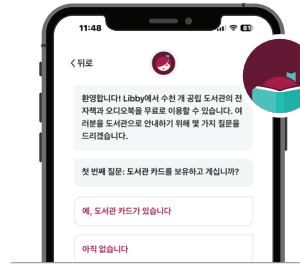 11:48
81
뒤로
환영합니다! Libby에서 수천 개 공립 도서관의 전
자책과 오디오북을 무료로 이용할 수 있습니다. 여
러분을 도서관으로 안내하기 위해 몇 가지 질문을
드리겠습니다.
첫 번째 질문: 도서관 카드를 보유하고 계십니까?
예, 도서관 카드가 있습니다
아직 없습니다